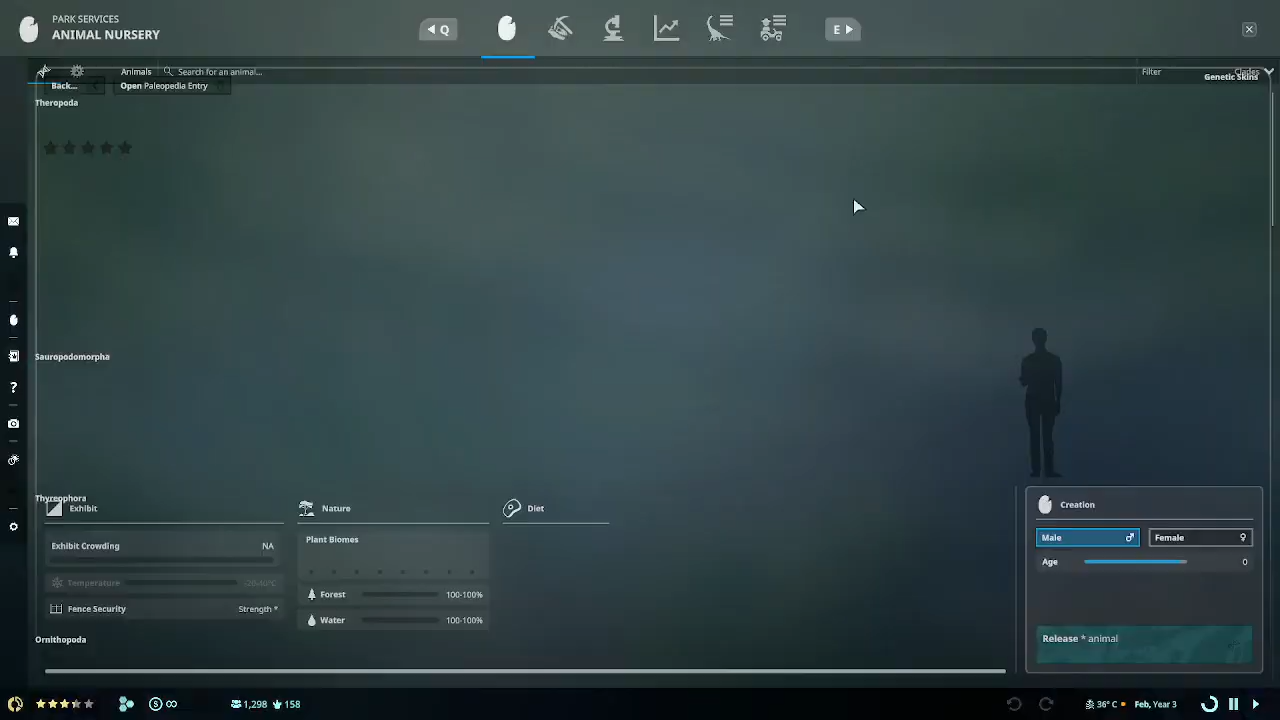 PARK SERVICES
ANIMAL NURSERY
Q
E
Animals
Search for an animal...
Filter
Clades
Back...
Open Paleopedia Entry
Genetic Skins
Theropoda
Sauropodomorpha
Thyreophora
Exhibit
Nature
Diet
Creation
Exhibit Crowding
NA
Plant Biomes
Male
Female
Age
0
Temperature
Forest
100-100%
Fence Security
Strength *
Water
100-100%
Ornithopoda
Release * animal
1,298
158
36°C
Feb, Year 3